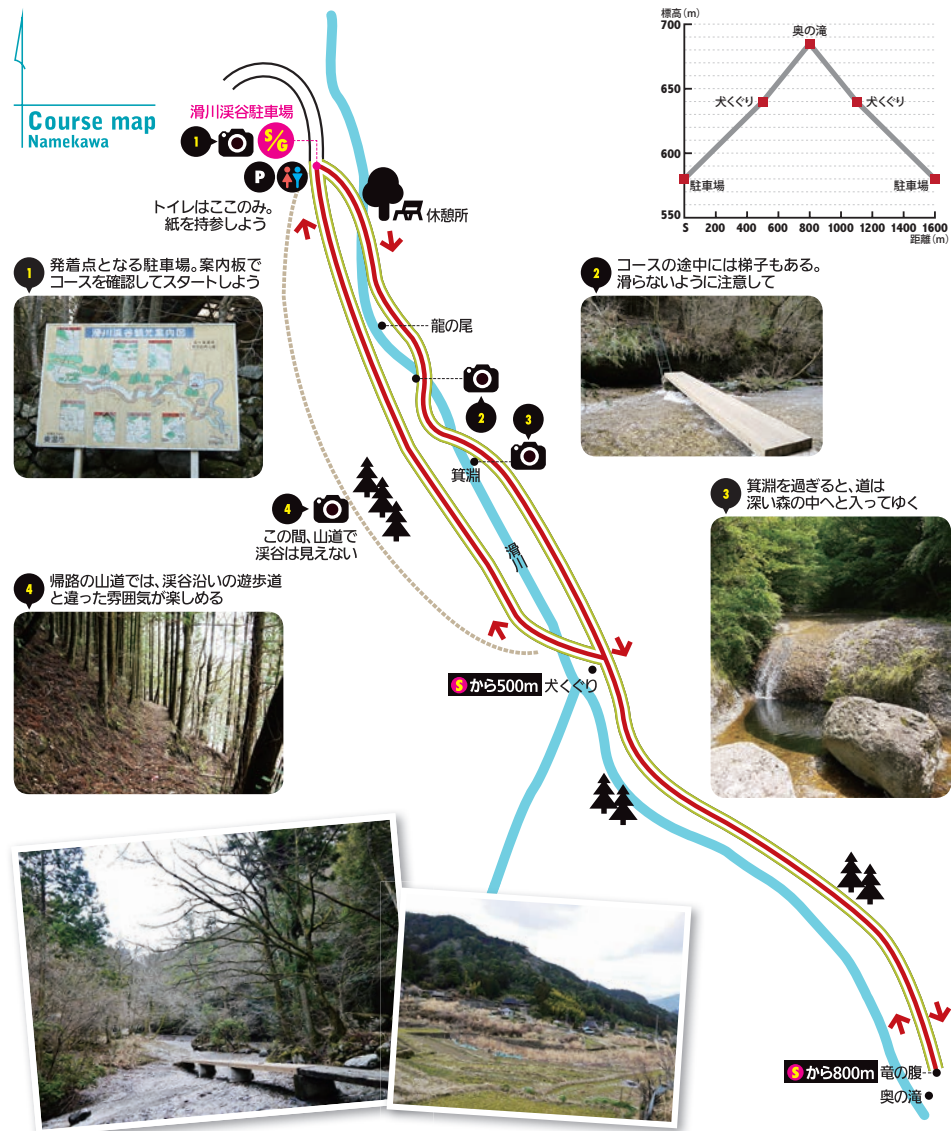 Course map
Namekawa
滑川渓谷駐車場
1
S/G
P
トイレはここのみ。
紙を持参しよう
休憩所
標高(m)
700
650
600
550
奥の滝
犬くぐり
犬くぐり
駐車場
駐車場
S 200 400 600 800 1000 1200 1400 1600
距離(m)
1 発着点となる駐車場。案内板で
コースを確認してスタートしよう
滑川渓谷観光案内図
東温市
2 コースの途中には梯子もある。
滑らないように注意して
龍の尾
2
3
箕淵
3 箕淵を過ぎると、道は
深い森の中へと入ってゆく
4
この間、山道で
渓谷は見えない
滑川
4 帰路の山道では、渓谷沿いの遊歩道
と違った雰囲気が楽しめる
Sから500m 犬くぐり
Sから800m 竜の腹
奥の滝